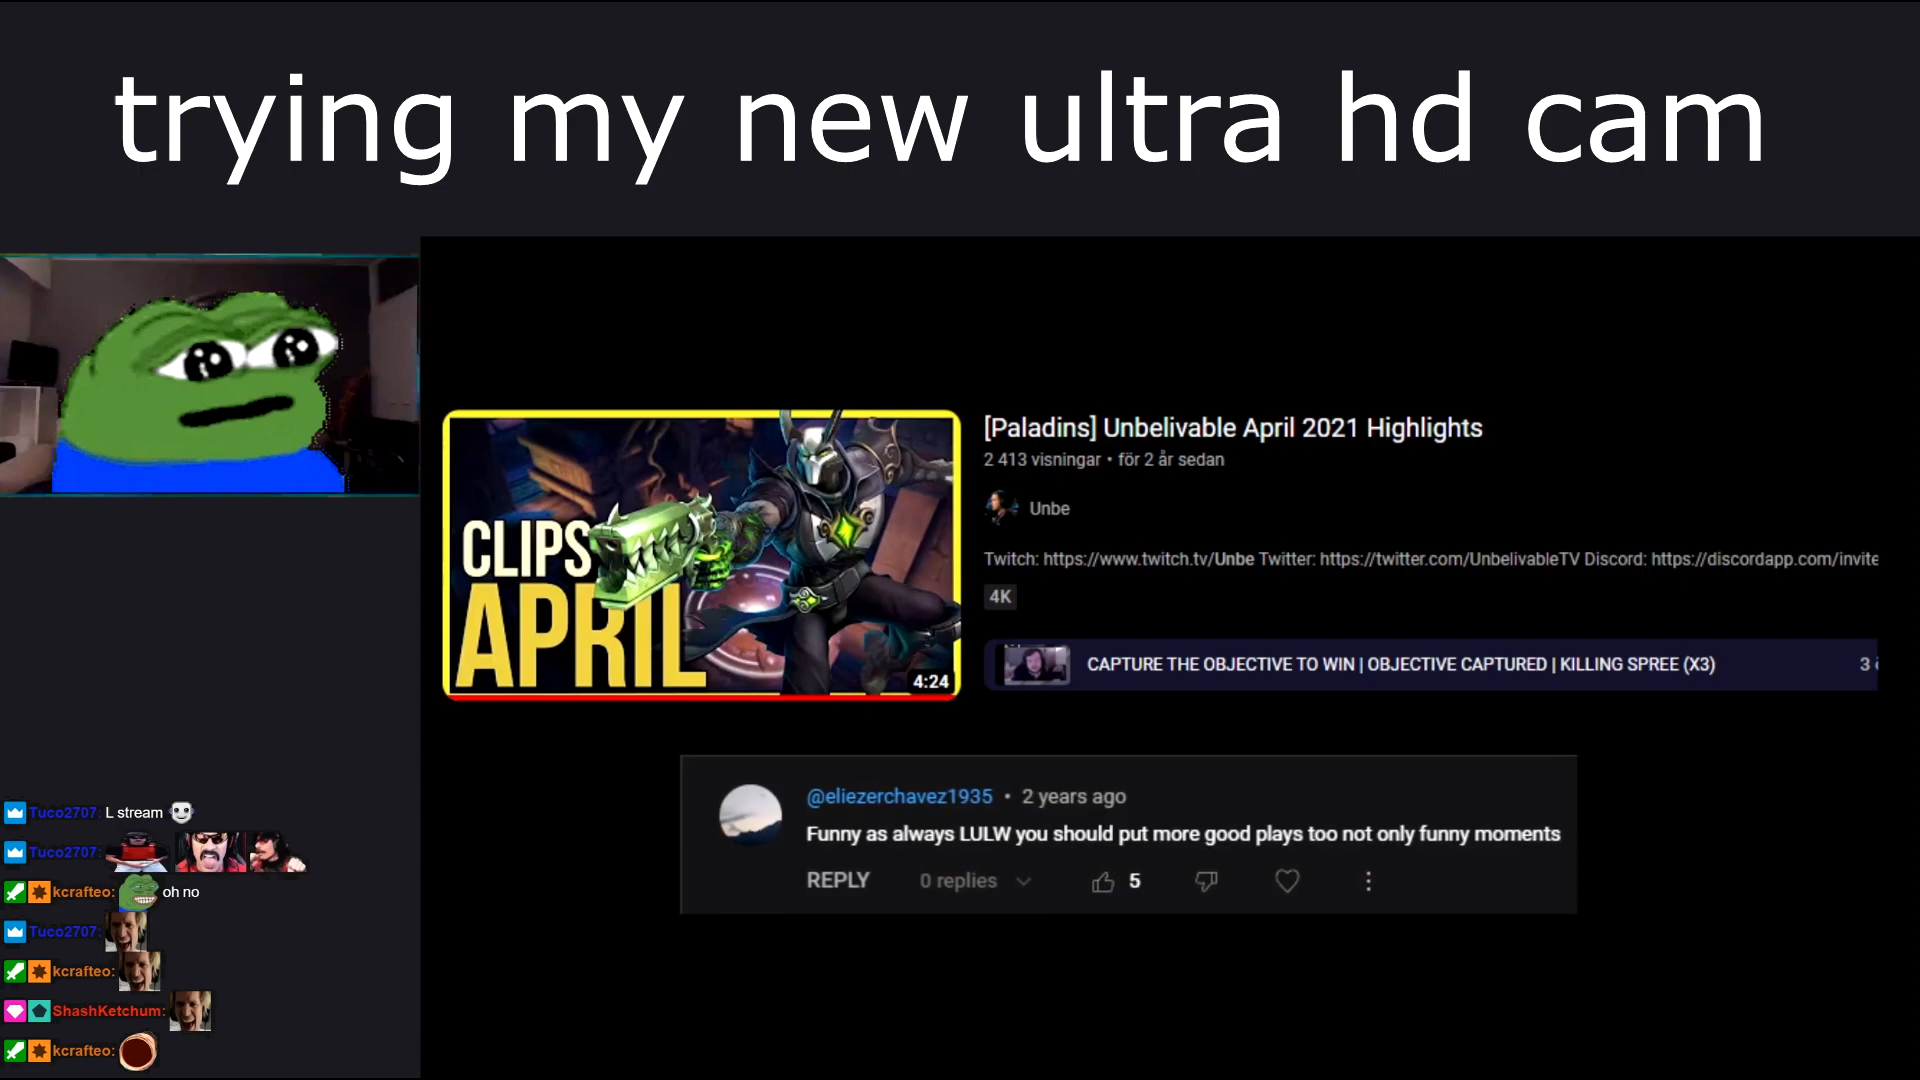 trying my new ultra hd cam
CLIPS
APRIL
4:24
[Paladins] Unbelivable April 2021 Highlights
2 413 visningar • för 2 år sedan
Unbe
Twitch: https://www.twitch.tv/Unbe Twitter: https://twitter.com/UnbelivableTV Discord: https://discordapp.com/invite
4K
CAPTURE THE OBJECTIVE TO WIN | OBJECTIVE CAPTURED | KILLING SPREE (X3) 3
@eliezerchavez1935 • 2 years ago
Funny as always LULW you should put more good plays too not only funny moments
REPLY 0 replies 5
Tuco2707: L stream
Tuco2707:
kcrafteo: oh no
Tuco2707:
kcrafteo:
ShashKetchum:
kcrafteo: